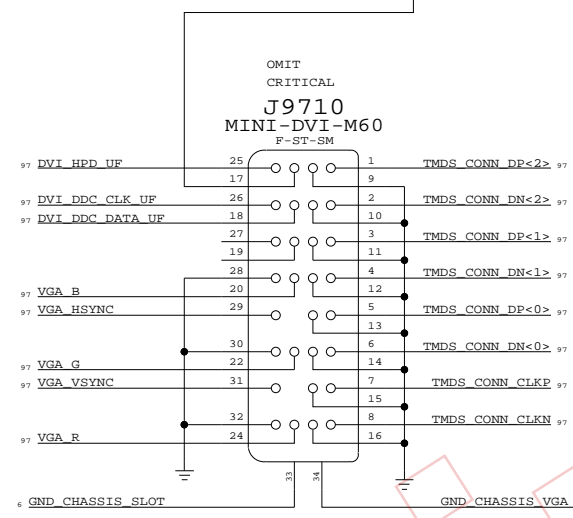 OMIT
CRITICAL
J9710
MINI-DVI-M60
F-ST-SM
97 DVI_HPD_UF 25 1 TMDS_CONN_DP<2> 97
17 9
97 DVI_DDC_CLK_UF 26 2 TMDS_CONN_DN<2> 97
97 DVI_DDC_DATA_UF 18 10
27 3 TMDS_CONN_DP<1> 97
19 11
28 4 TMDS_CONN_DN<1> 97
97 VGA_B 20 12
97 VGA_HSYNC 29 5 TMDS_CONN_DP<0> 97
13
30 6 TMDS_CONN_DN<0> 97
97 VGA_G 22 14
97 VGA_VSYNC 31 7 TMDS_CONN_CLKP 97
15
32 8 TMDS_CONN_CLKN 97
97 VGA_R 24 16
33 34
6 GND_CHASSIS_SLOT GND_CHASSIS_VGA